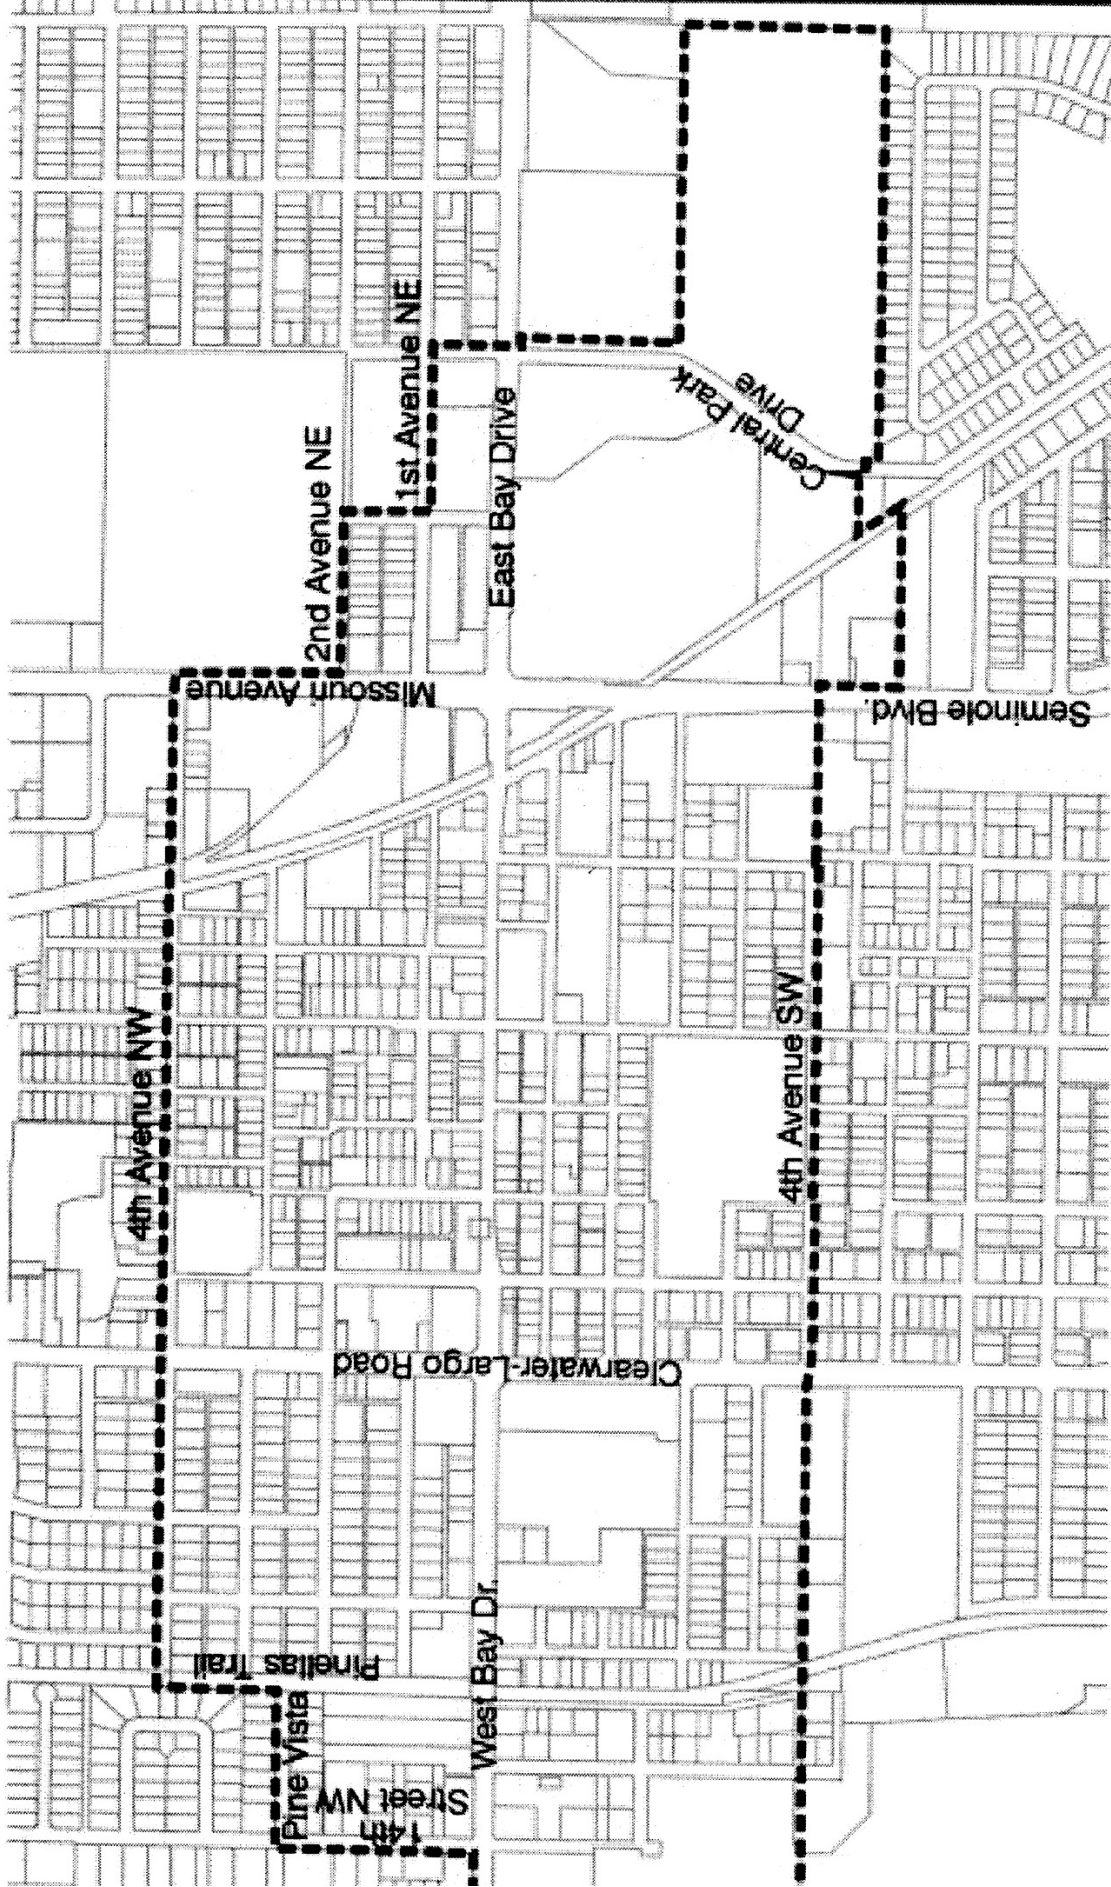 1st Avenue NE
2nd Avenue NE
East Bay Drive
Central Park
Drive
Missouri Avenue
Seminole Blvd.
4th Avenue NW
4th Avenue SW
Clearwater-Largo Road
Pinellas Trail
Pine Vista
West Bay Dr.
14th
Street NW